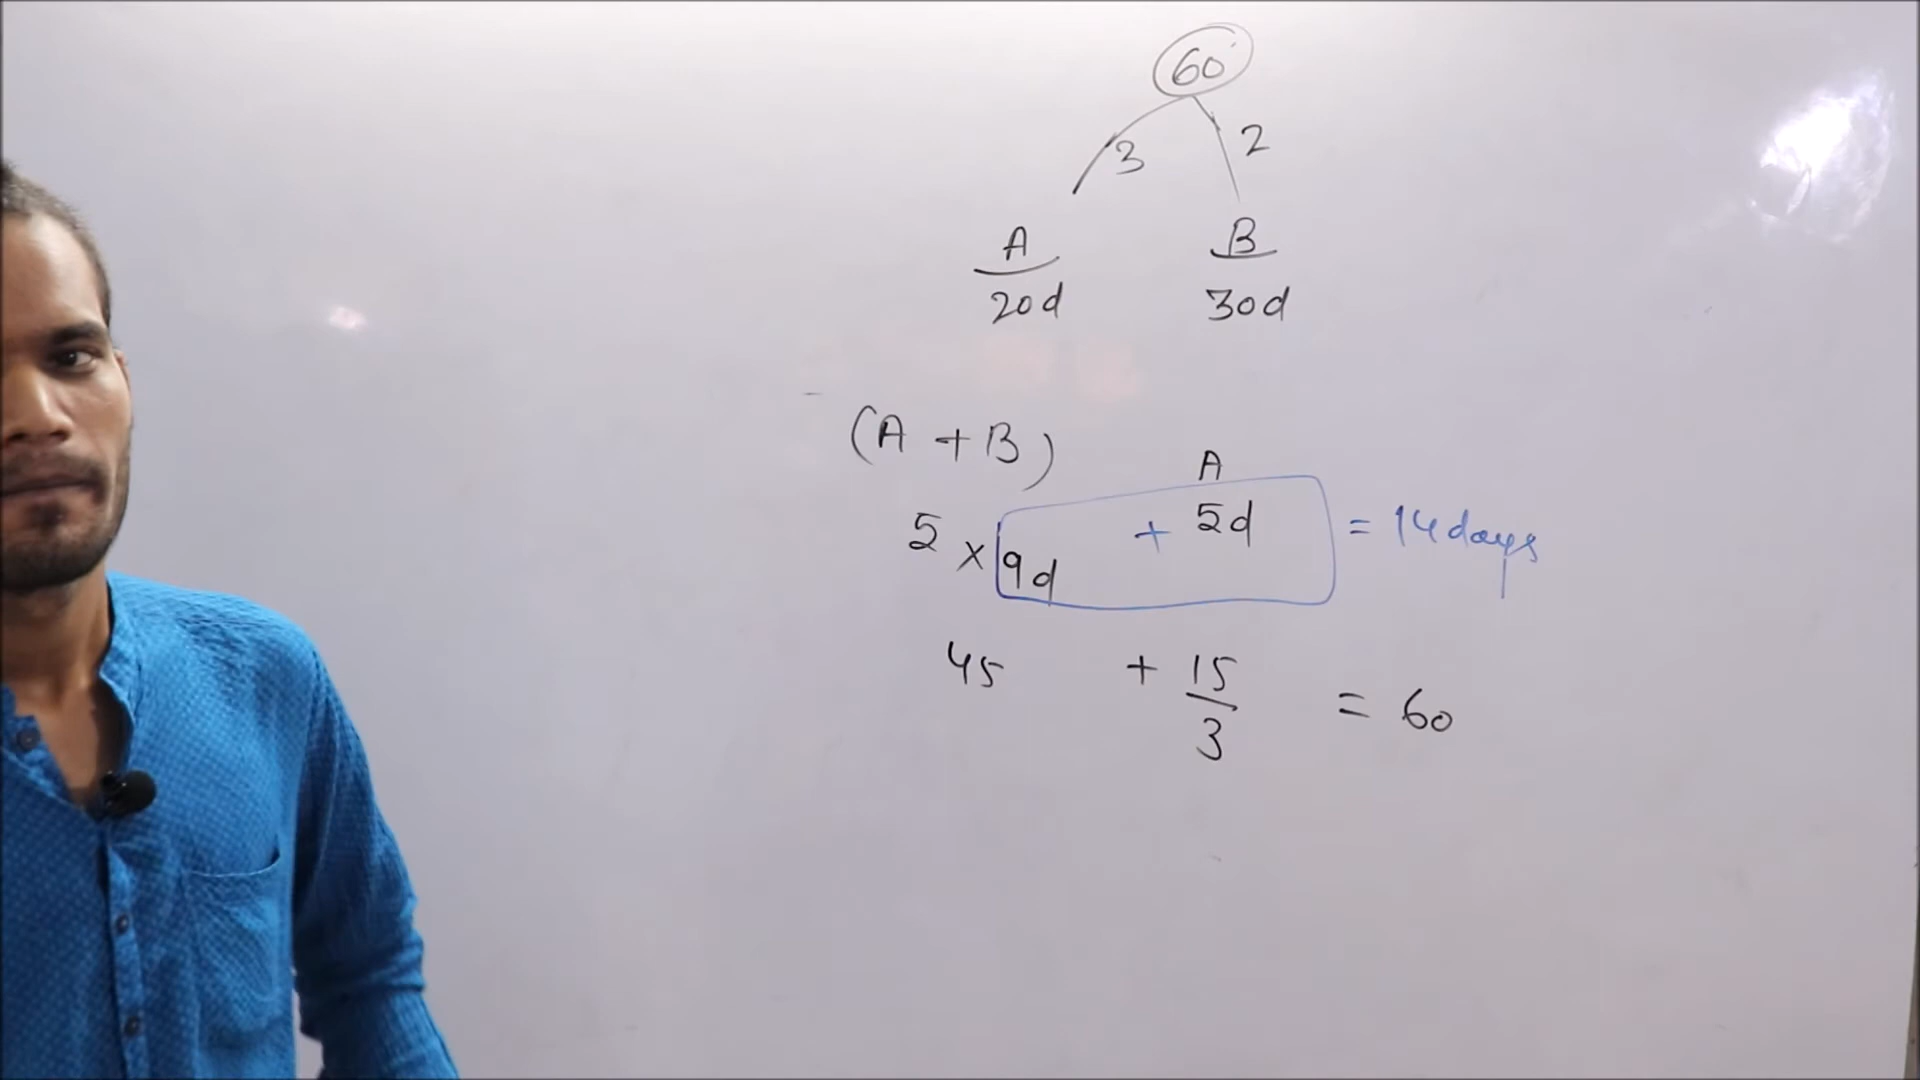 60
3 2
A B
20d 30d
(A + B)
A
5 × 9d + 5d = 14 days
45 + 15/3 = 60